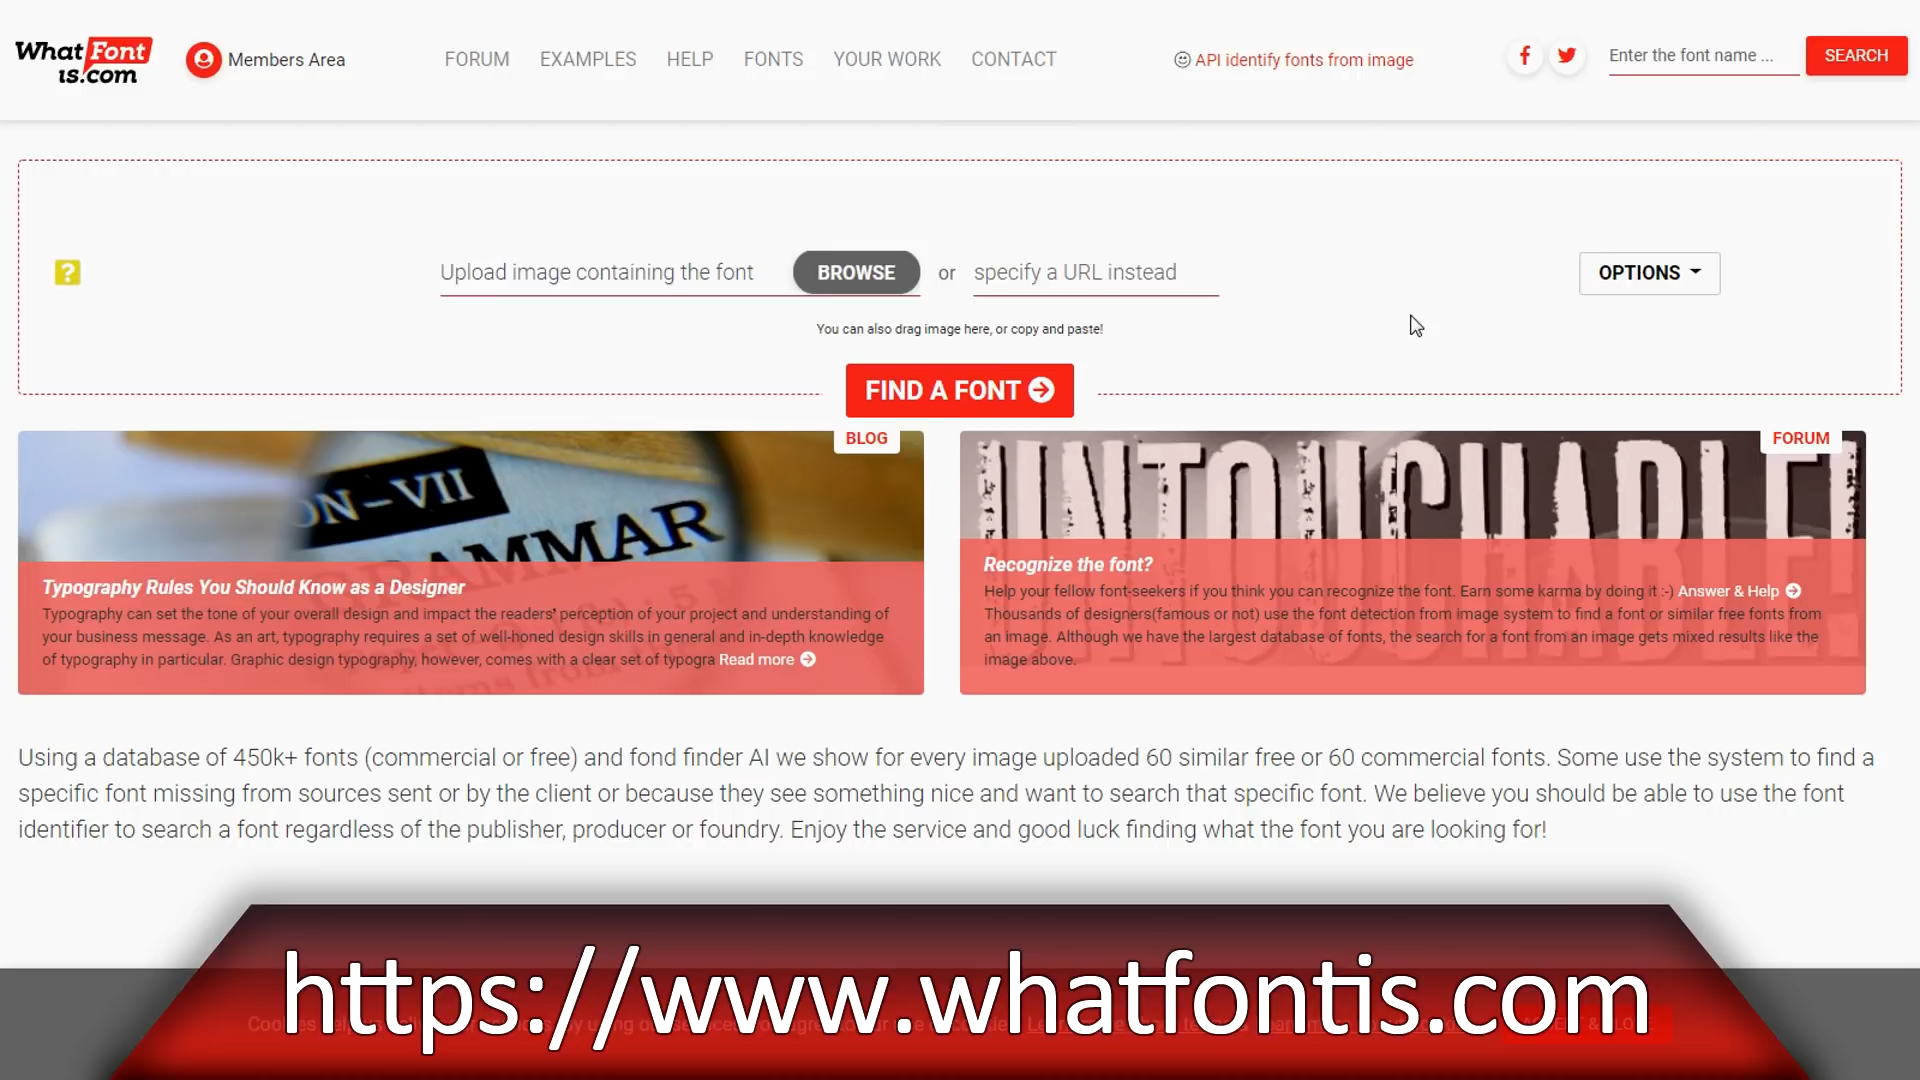 What Font
is.com
Members Area
FORUM
EXAMPLES
HELP
FONTS
YOUR WORK
CONTACT
API identify fonts from image
Enter the font name ...
SEARCH
?
Upload image containing the font
BROWSE
or
specify a URL instead
OPTIONS
You can also drag image here, or copy and paste!
FIND A FONT
BLOG
ON-VII
GRAMMAR
Typography Rules You Should Know as a Designer
Typography can set the tone of your overall design and impact the readers' perception of your project and understanding of
your business message. As an art, typography requires a set of well-honed design skills in general and in-depth knowledge
of typography in particular. Graphic design typography, however, comes with a clear set of typogra Read more
FORUM
UNTOUCHABLE!
Recognize the font?
Help your fellow font-seekers if you think you can recognize the font. Earn some karma by doing it :-) Answer & Help
Thousands of designers(famous or not) use the font detection from image system to find a font or similar free fonts from
an image. Although we have the largest database of fonts, the search for a font from an image gets mixed results like the
image above.
Using a database of 450k+ fonts (commercial or free) and fond finder AI we show for every image uploaded 60 similar free or 60 commercial fonts. Some use the system to find a
specific font missing from sources sent or by the client or because they see something nice and want to search that specific font. We believe you should be able to use the font
identifier to search a font regardless of the publisher, producer or foundry. Enjoy the service and good luck finding what the font you are looking for!
https://www.whatfontis.com